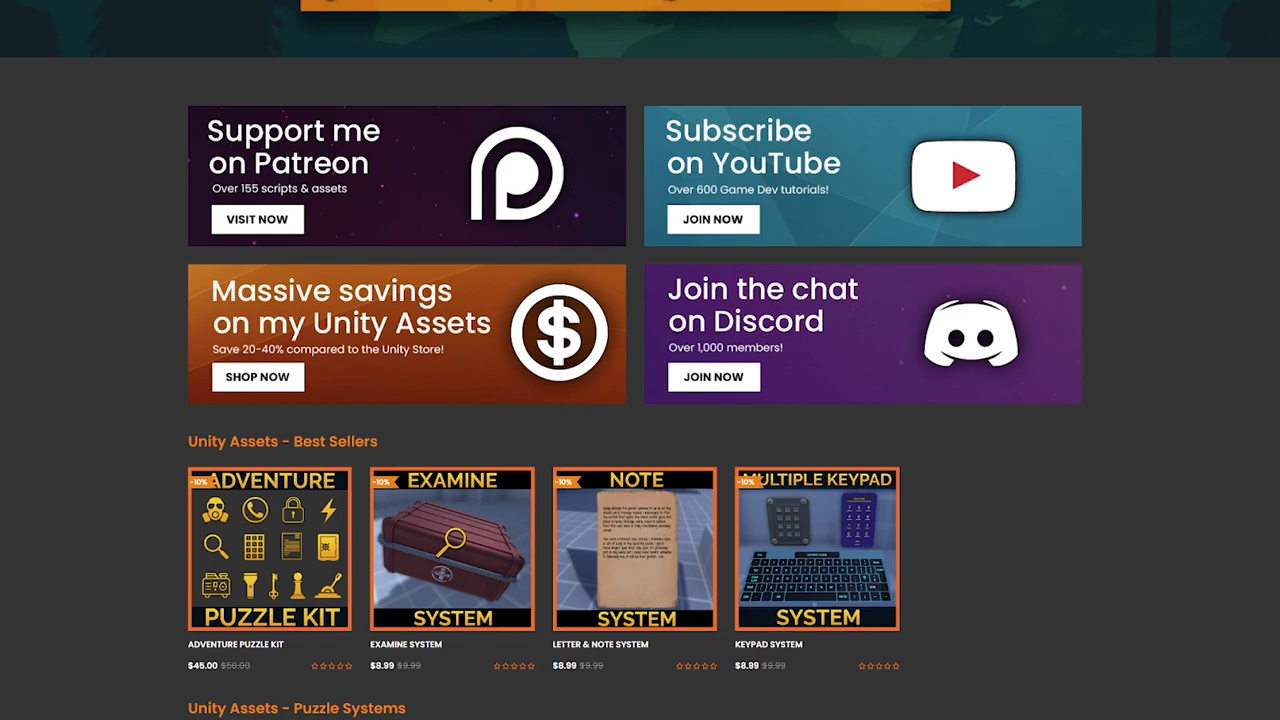 Support me
on Patreon
Over 155 scripts & assets
VISIT NOW
Subscribe
on YouTube
Over 600 Game Dev tutorials!
JOIN NOW
Massive savings
on my Unity Assets
Save 20-40% compared to the Unity Store!
SHOP NOW
Join the chat
on Discord
Over 1,000 members!
JOIN NOW
Unity Assets - Best Sellers
-10% ADVENTURE
PUZZLE KIT
-10% EXAMINE
SYSTEM
-10% NOTE
SYSTEM
-10% MULTIPLE KEYPAD
SYSTEM
ADVENTURE PUZZLE KIT
$45.00 $50.00
EXAMINE SYSTEM
$8.99 $9.99
LETTER & NOTE SYSTEM
$8.99 $9.99
KEYPAD SYSTEM
$8.99 $9.99
Unity Assets - Puzzle Systems